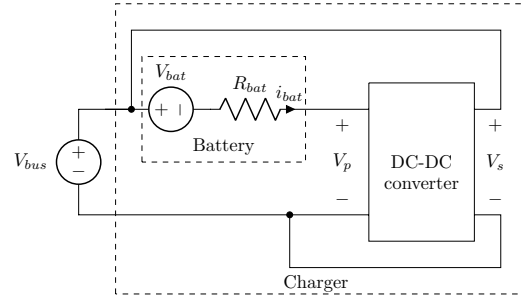 V_bat
R_bat
i_bat
+ −
+
+
Battery
V_bus
+
−
V_p
DC-DC
converter
V_s
−
−
Charger